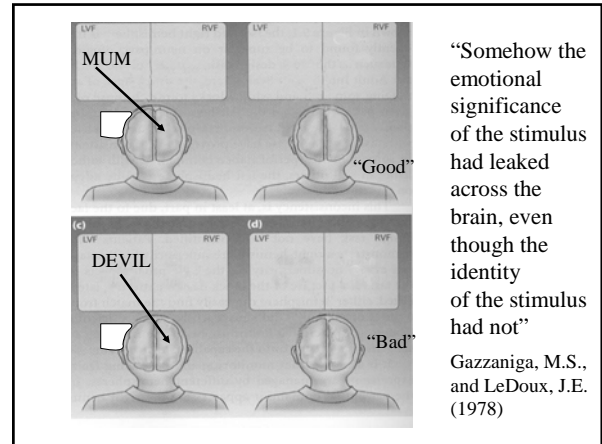 LVF RVF LVF RVF
MUM
“Good”
(c) (d)
LVF RVF LVF RVF
DEVIL
“Bad”
“Somehow the
emotional
significance
of the stimulus
had leaked
across the
brain, even
though the
identity
of the stimulus
had not”
Gazzaniga, M.S.,
and LeDoux, J.E.
(1978)